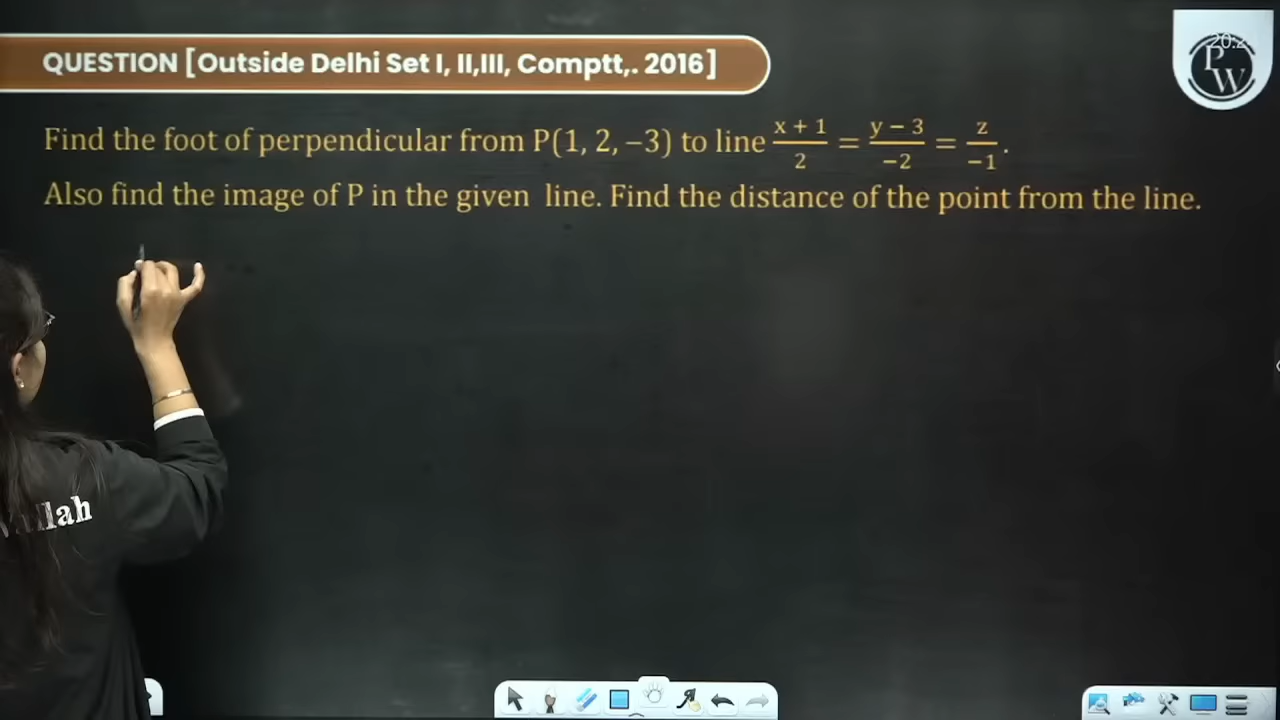 QUESTION [Outside Delhi Set I, II,III, Comptt,. 2016]
Find the foot of perpendicular from P(1, 2, −3) to line (x + 1)/2 = (y − 3)/−2 = z/−1.
Also find the image of P in the given line. Find the distance of the point from the line.
PW
llah